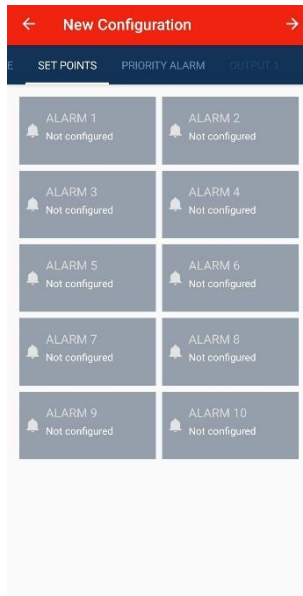 New Configuration
E SET POINTS PRIORITY ALARM OUTPUT 1
ALARM 1
Not configured
ALARM 2
Not configured
ALARM 3
Not configured
ALARM 4
Not configured
ALARM 5
Not configured
ALARM 6
Not configured
ALARM 7
Not configured
ALARM 8
Not configured
ALARM 9
Not configured
ALARM 10
Not configured